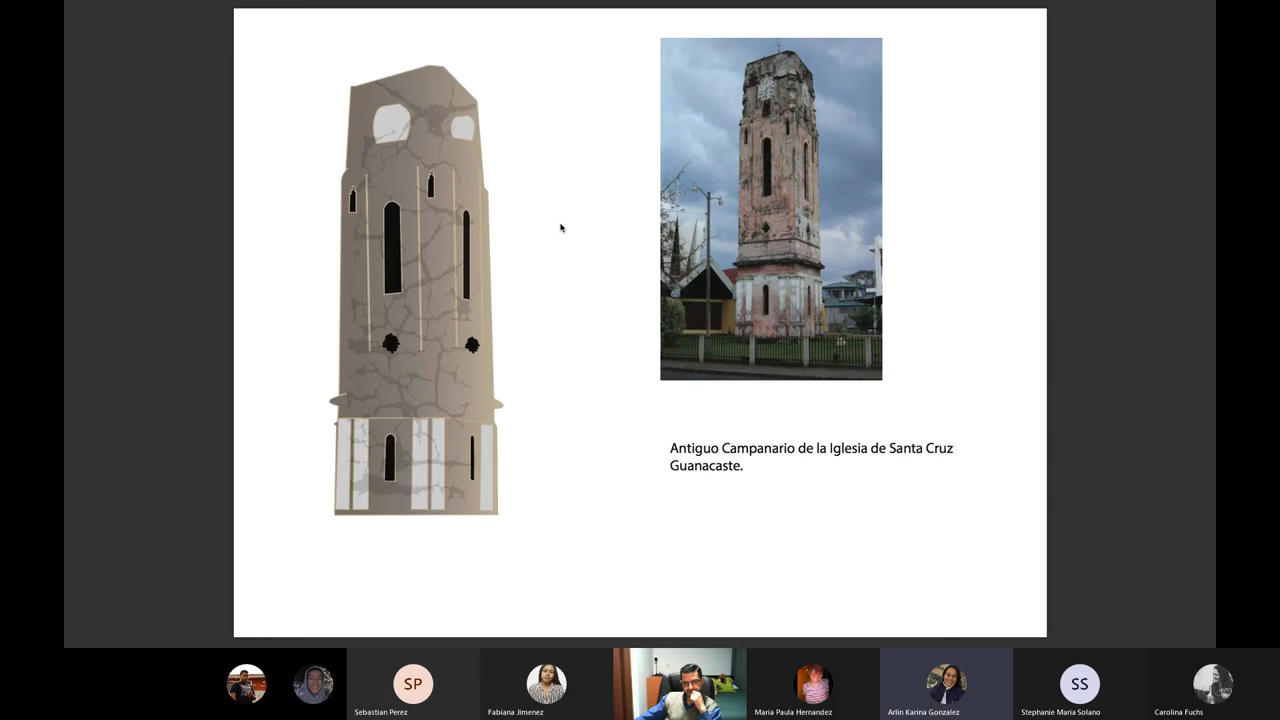 Antiguo Campanario de la Iglesia de Santa Cruz
Guanacaste.
SP
SS
Sebastian Perez
Fabiana Jimenez
Maria Paula Hernandez
Arlin Karina Gonzalez
Stephanie Maria Solano
Carolina Fuchs